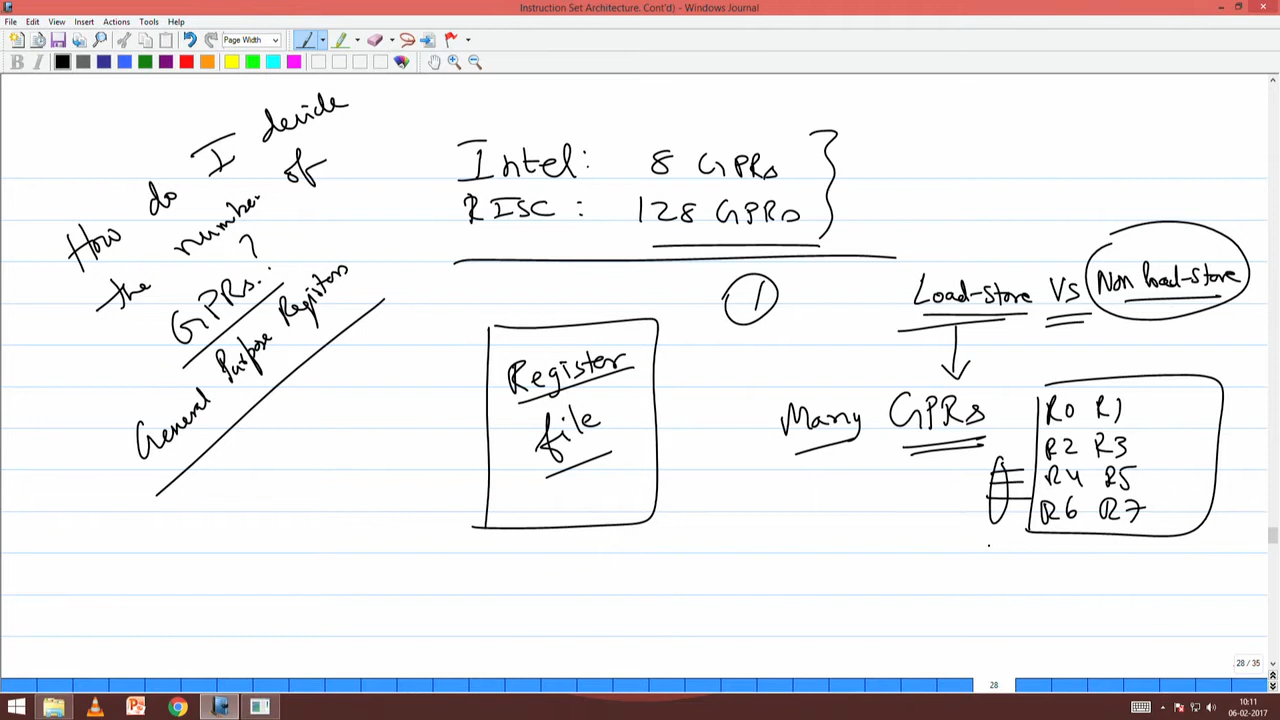 Instruction Set Architecture. Cont'd) - Windows Journal
File Edit View Insert Actions Tools Help
Page Width
B I
How do I decide
the number of
GPRs.?
General Purpose Registers
Intel: 8 GPRs
RISC: 128 GPRs
1
Load-store Vs Non load-store
Register
file
Many GPRs
R0 R1
R2 R3
R4 R5
R6 R7
28 / 35
28
10:11
06-02-2017